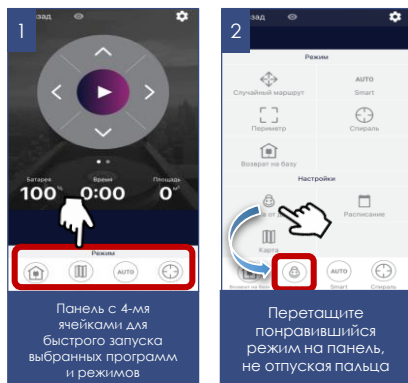 1
зад
Батарея
Время
Площадь
100%
0:00
0 м²
Режим
AUTO
Панель с 4-мя
ячейками для
быстрого запуска
выбранных программ
и режимов
2
зад
Режим
AUTO
Случайный маршрут
Smart
Периметр
Спираль
Возврат на базу
Настройки
Расписание
Карта
AUTO
Возврат на базу
Smart
Спираль
Перетащите
понравившийся
режим на панель,
не отпуская пальца